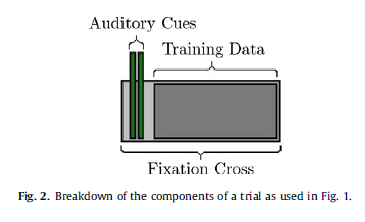 Auditory Cues
Training Data
Fixation Cross
Fig. 2. Breakdown of the components of a trial as used in Fig. 1.